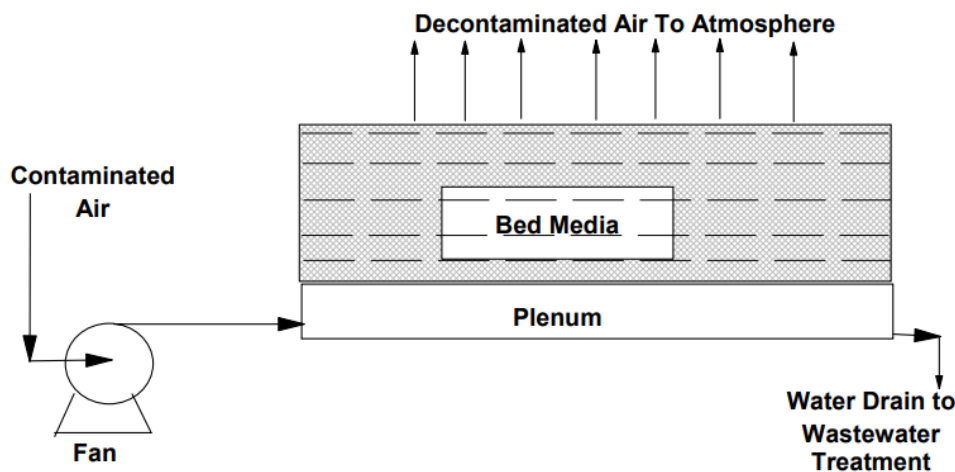 Decontaminated Air To Atmosphere
Contaminated
Air
Bed Media
Plenum
Fan
Water Drain to
Wastewater
Treatment